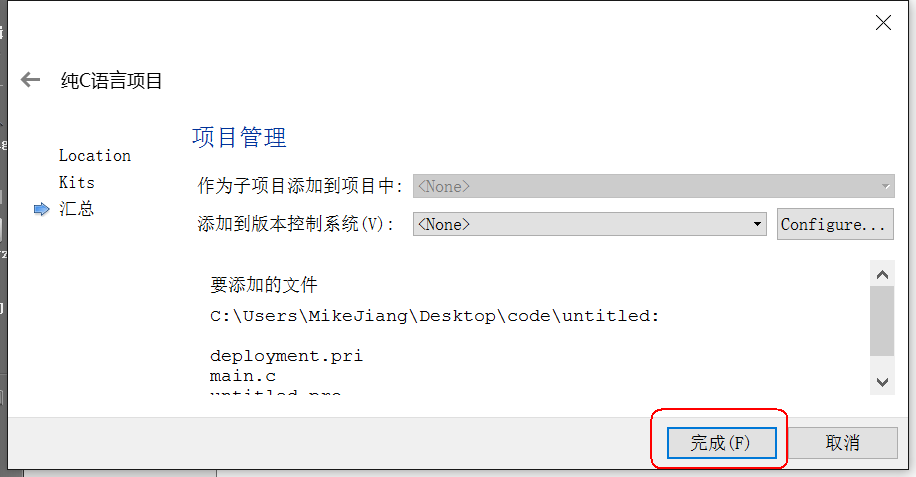 纯C语言项目
项目管理
Location
Kits
汇总
作为子项目添加到项目中: <None>
添加到版本控制系统(V): <None> Configure...
要添加的文件
C:\Users\MikeJiang\Desktop\code\untitled:
deployment.pri
main.c
untitled.pro
完成(F) 取消